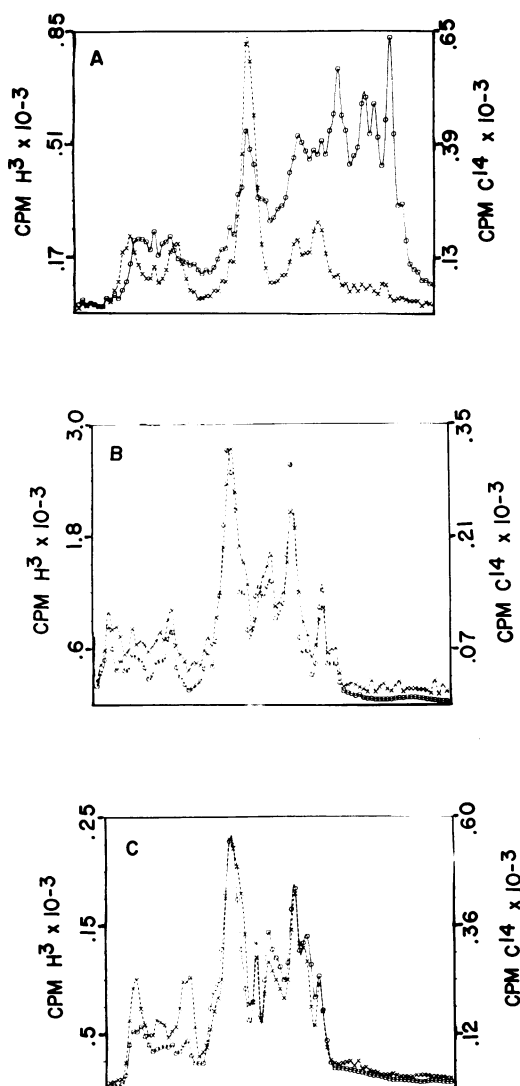 A
CPM H³ x 10-3
.85
.51
.17
.65
.39
.13
CPM C¹⁴ x 10-3
B
CPM H³ x 10-3
3.0
1.8
.6
.35
.21
.07
CPM C¹⁴ x 10-3
C
CPM H³ x 10-3
.25
.15
.5
.60
.36
.12
CPM C¹⁴ x 10-3